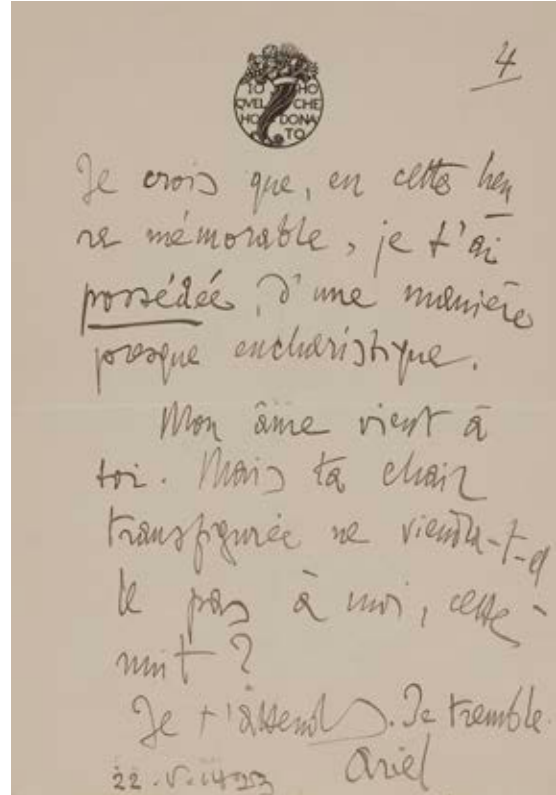 4
IO HO
QVEL CHE
HO DONA
TO
Je crois que, en cette heu
re mémorable, je t'ai
possédée, d'une manière
presque eucharistique.
Mon âme vient à
toi. Mais ta chair
transfigurée ne viendra-t-el
le pas à moi, cette
nuit ?
Je t'attends. Je tremble.
Ariel
22.V.1923